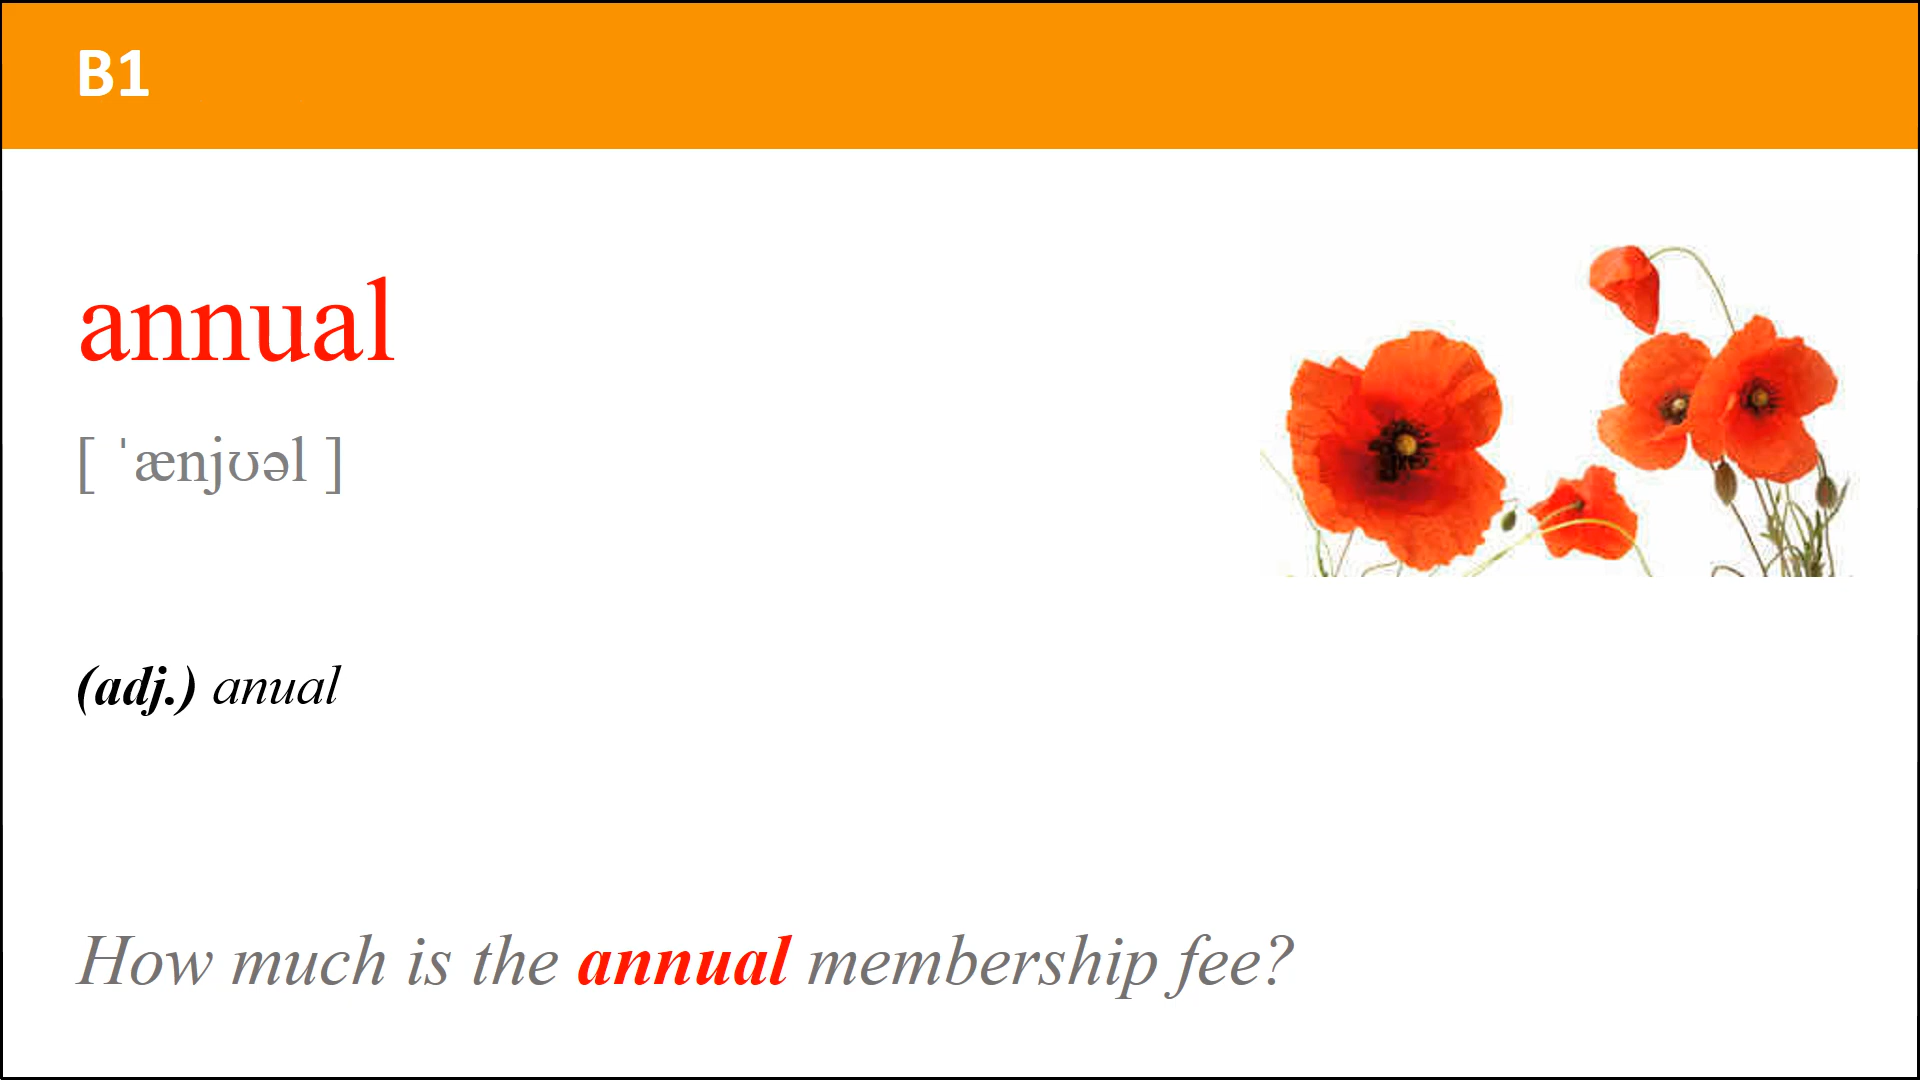 B1
annual
[ ˈænjʊəl ]
(adj.) anual
How much is the annual membership fee?